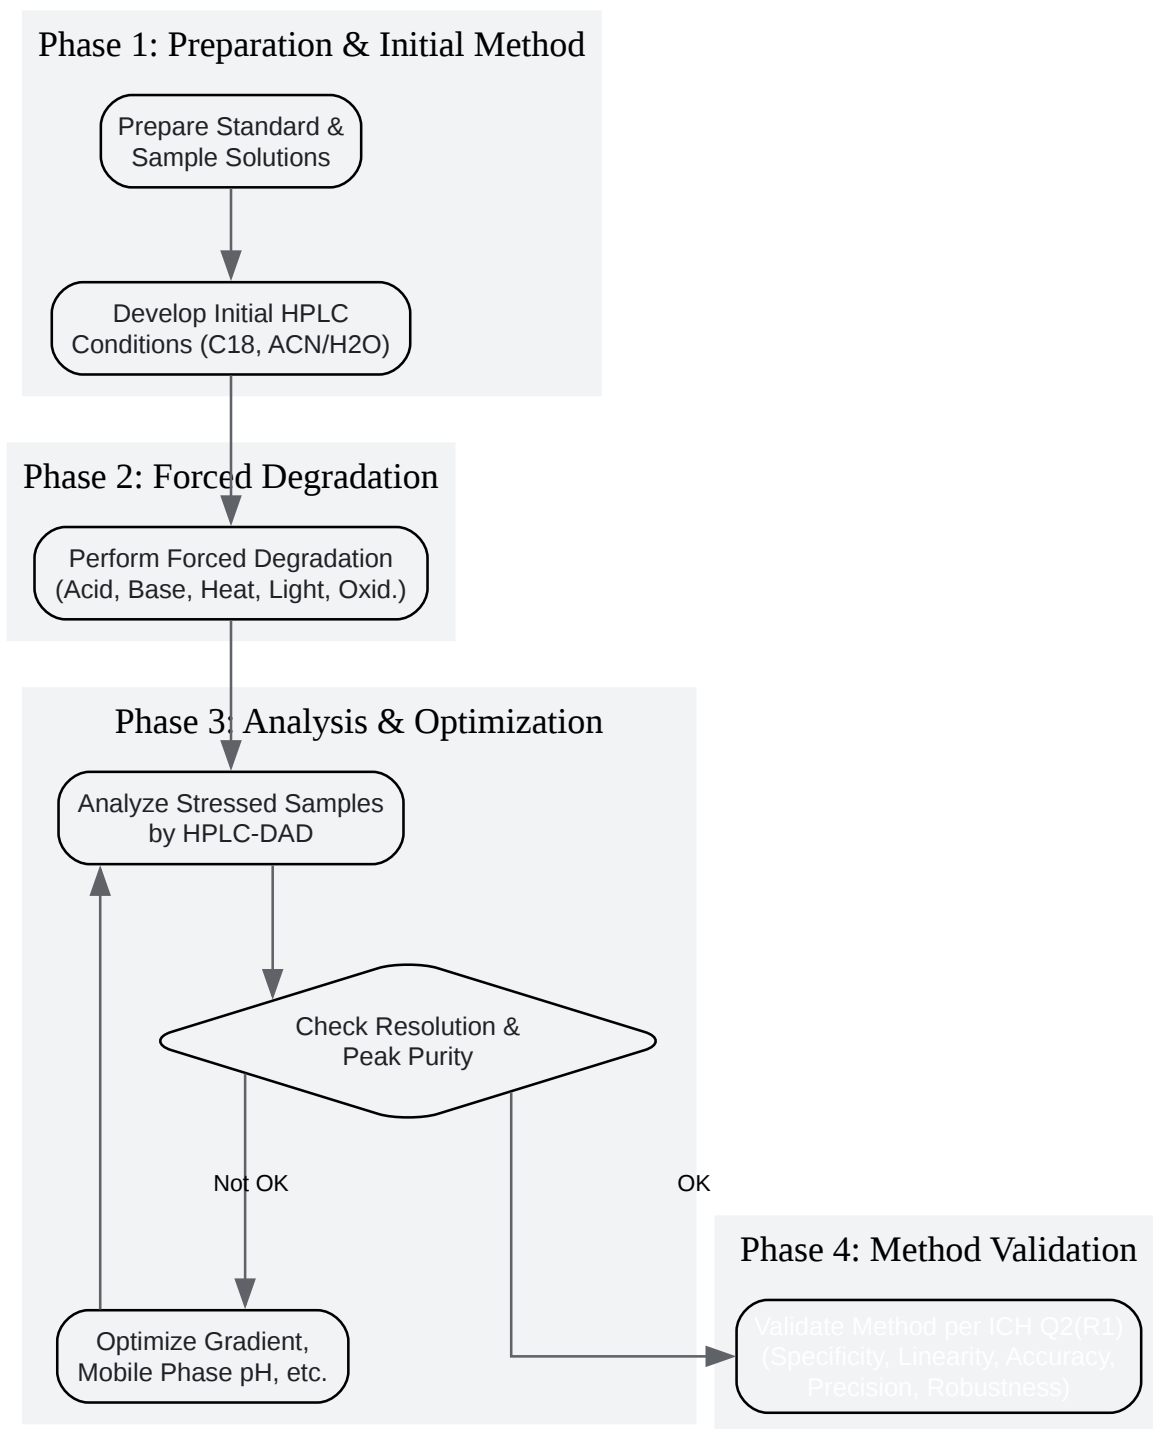 Phase 1: Preparation & Initial Method
Prepare Standard &
Sample Solutions
Develop Initial HPLC
Conditions (C18, ACN/H2O)
Phase 2: Forced Degradation
Perform Forced Degradation
(Acid, Base, Heat, Light, Oxid.)
Phase 3: Analysis & Optimization
Analyze Stressed Samples
by HPLC-DAD
Check Resolution &
Peak Purity
Not OK
OK
Optimize Gradient,
Mobile Phase pH, etc.
Phase 4: Method Validation
Validate Method per ICH Q2(R1)
(Specificity, Linearity, Accuracy,
Precision, Robustness)